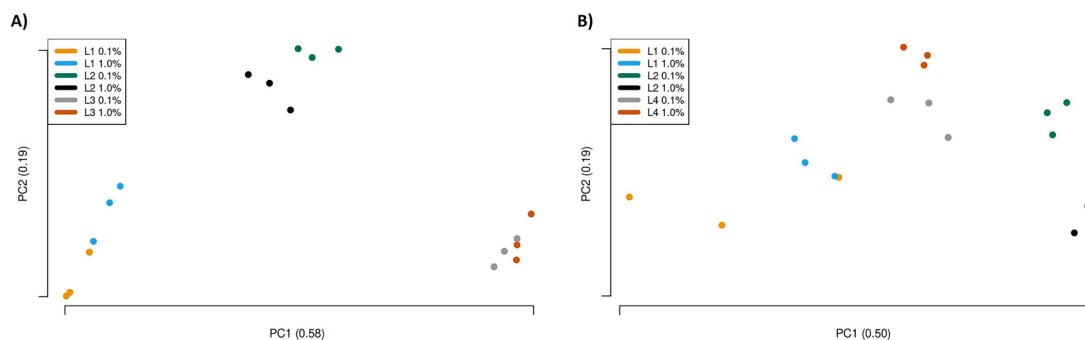 A)
L1 0.1%
L1 1.0%
L2 0.1%
L2 1.0%
L3 0.1%
L3 1.0%
PC2 (0.19)
PC1 (0.58)
B)
L1 0.1%
L1 1.0%
L2 0.1%
L2 1.0%
L4 0.1%
L4 1.0%
PC2 (0.19)
PC1 (0.50)